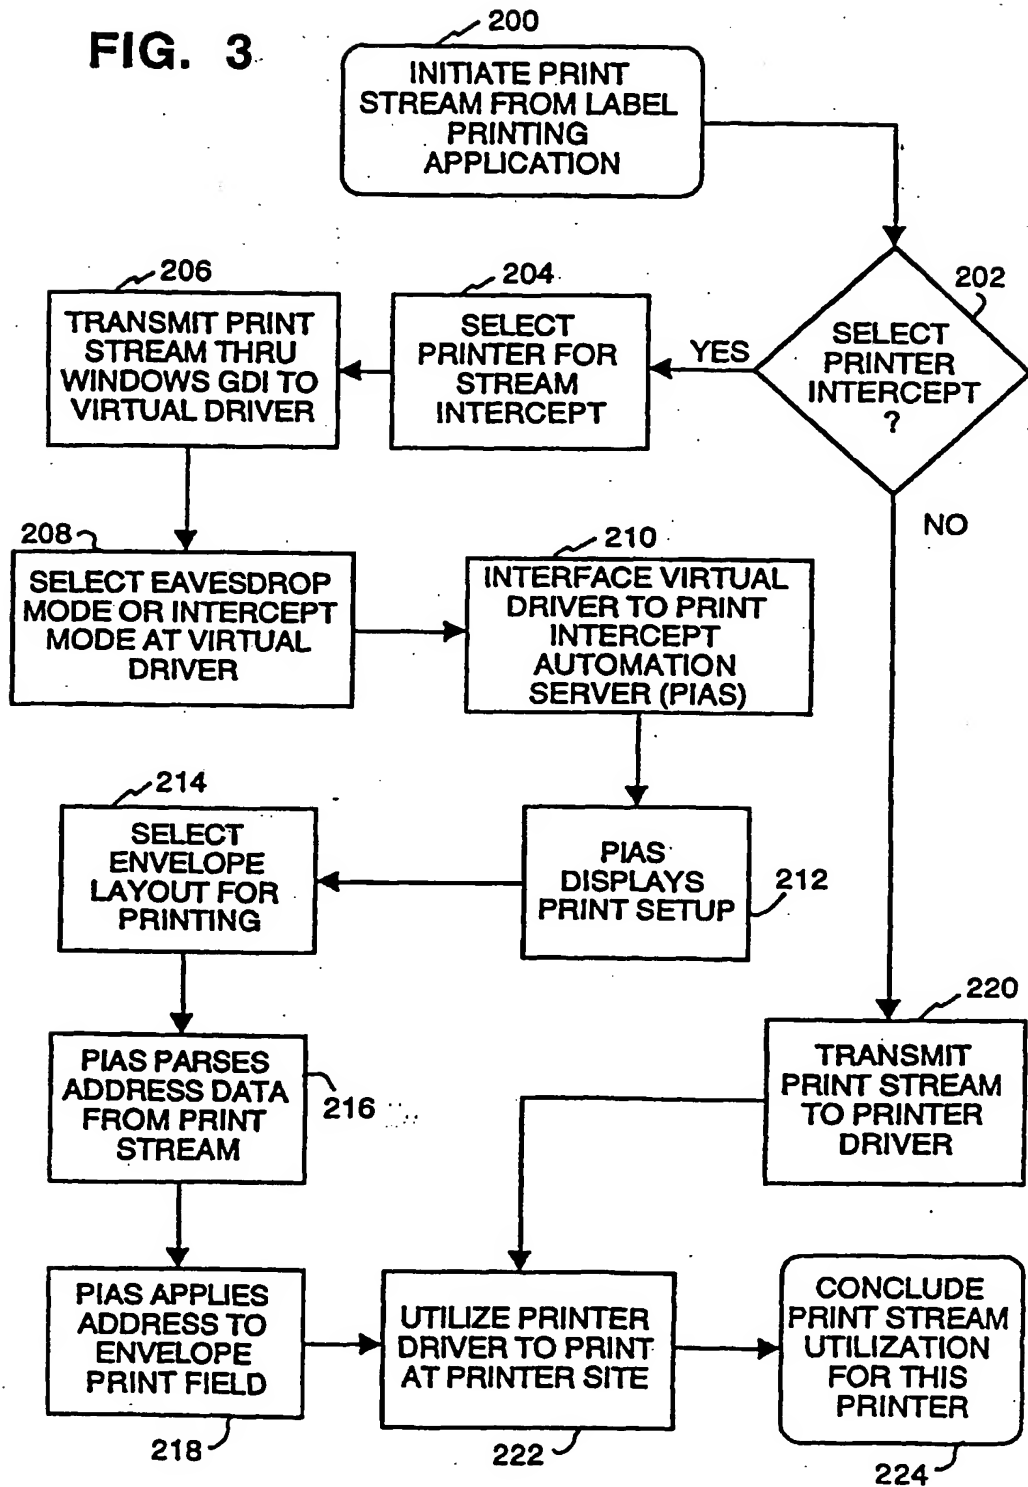 FIG. 3
200
INITIATE PRINT
STREAM FROM LABEL
PRINTING
APPLICATION
202
SELECT
PRINTER
INTERCEPT
?
YES
NO
204
SELECT
PRINTER FOR
STREAM
INTERCEPT
206
TRANSMIT PRINT
STREAM THRU
WINDOWS GDI TO
VIRTUAL DRIVER
208
SELECT EAVESDROP
MODE OR INTERCEPT
MODE AT VIRTUAL
DRIVER
210
INTERFACE VIRTUAL
DRIVER TO PRINT
INTERCEPT
AUTOMATION
SERVER (PIAS)
212
PIAS
DISPLAYS
PRINT SETUP
214
SELECT
ENVELOPE
LAYOUT FOR
PRINTING
216
PIAS PARSES
ADDRESS DATA
FROM PRINT
STREAM
218
PIAS APPLIES
ADDRESS TO
ENVELOPE
PRINT FIELD
220
TRANSMIT
PRINT STREAM
TO PRINTER
DRIVER
222
UTILIZE PRINTER
DRIVER TO PRINT
AT PRINTER SITE
224
CONCLUDE
PRINT STREAM
UTILIZATION
FOR THIS
PRINTER